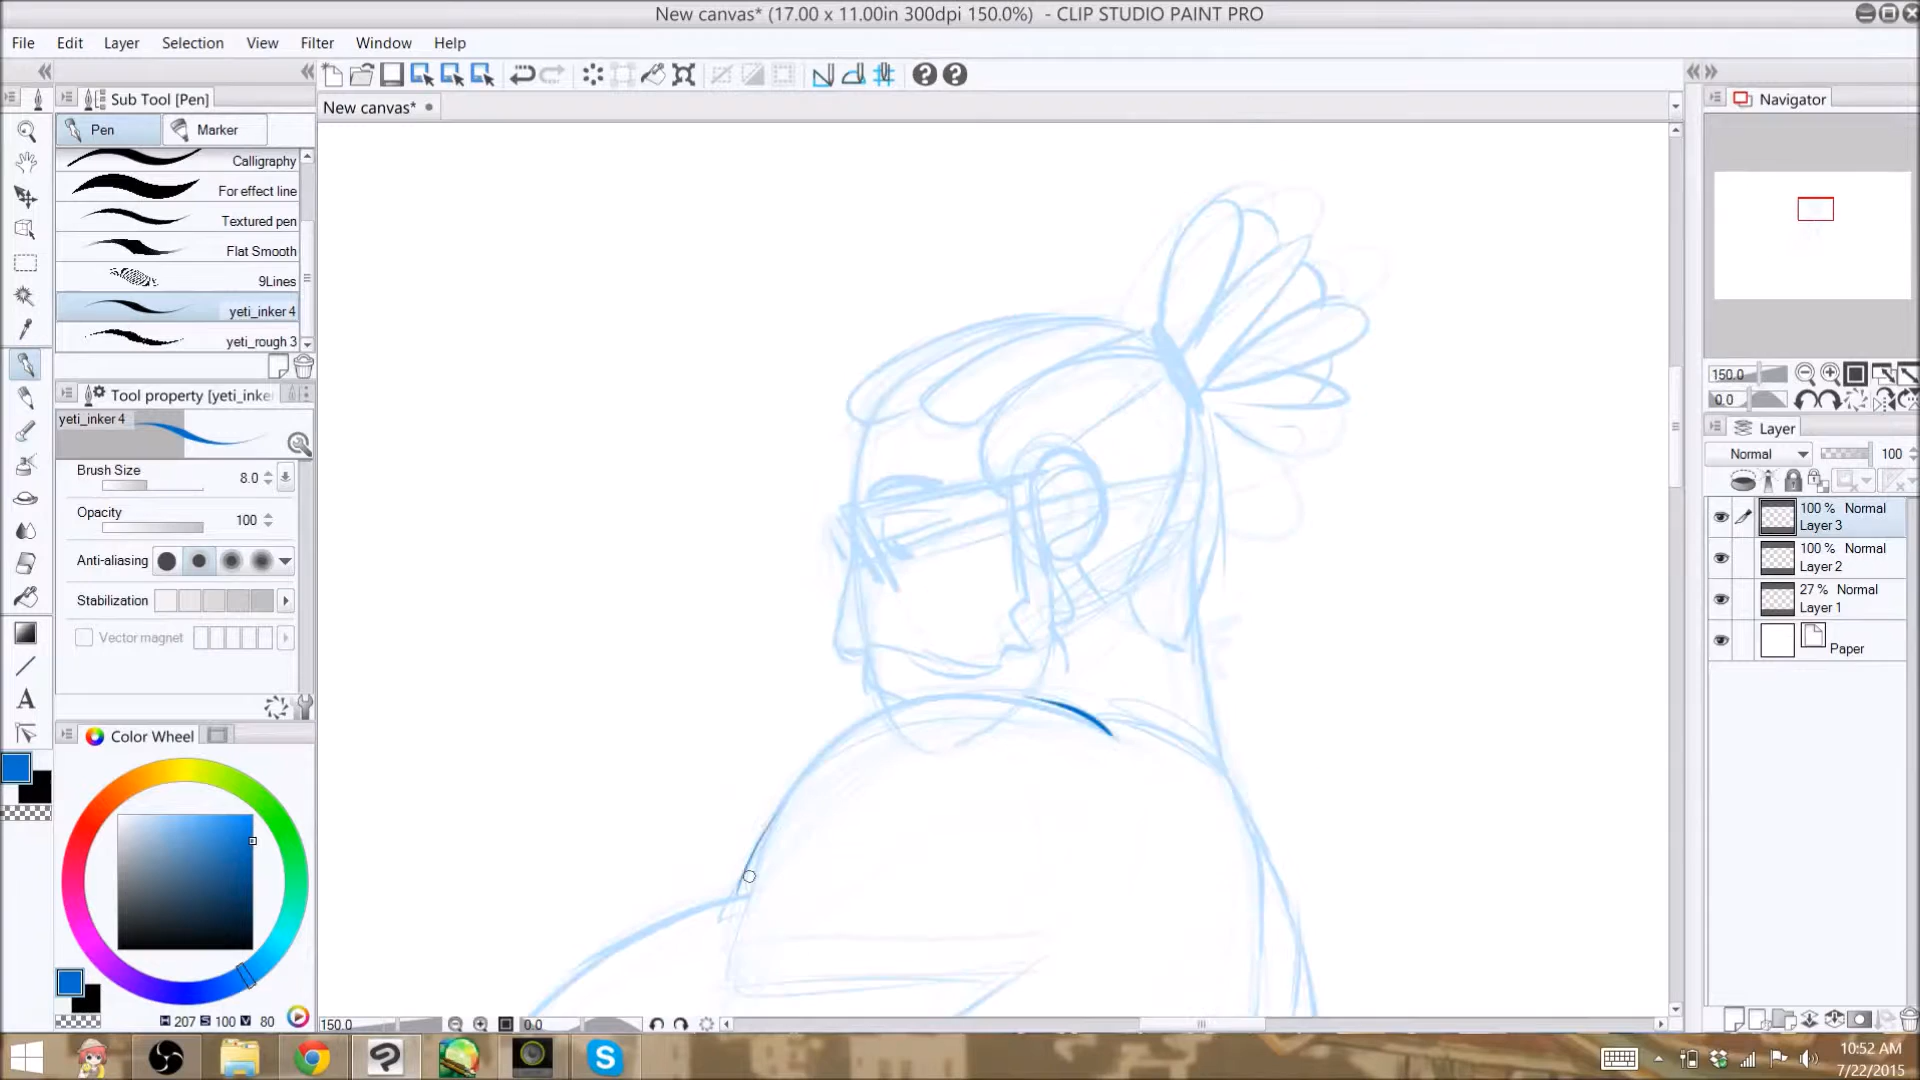 New canvas* (17.00 x 11.00in 300dpi 150.0%) - CLIP STUDIO PAINT PRO
File Edit Layer Selection View Filter Window Help
Sub Tool [Pen]
New canvas*
Navigator
Pen Marker
Calligraphy
For effect line
Textured pen
Flat Smooth
9Lines
yeti_inker 4
yeti_rough 3
150.0
0.0
Tool property [yeti_inke
yeti_inker 4
Layer
Normal 100
Brush Size 8.0
Opacity 100
Anti-aliasing
Stabilization
Vector magnet
100 % Normal
Layer 3
100 % Normal
Layer 2
27 % Normal
Layer 1
Paper
Color Wheel
A
H 207 S 100 V 80
150.0 0.0
10:52 AM
7/22/2015